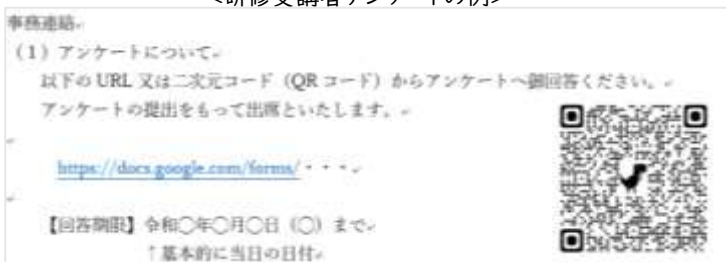 <研修受講者アンケートの例>
事務連絡
(1)アンケートについて
以下の URL 又は二次元コード(QR コード)からアンケートへ御回答ください。
アンケートの提出をもって出席といたします。
https://docs.google.com/forms/・・・
【回答期限】令和〇年〇月〇日(〇)まで
↑基本的に当日の日付